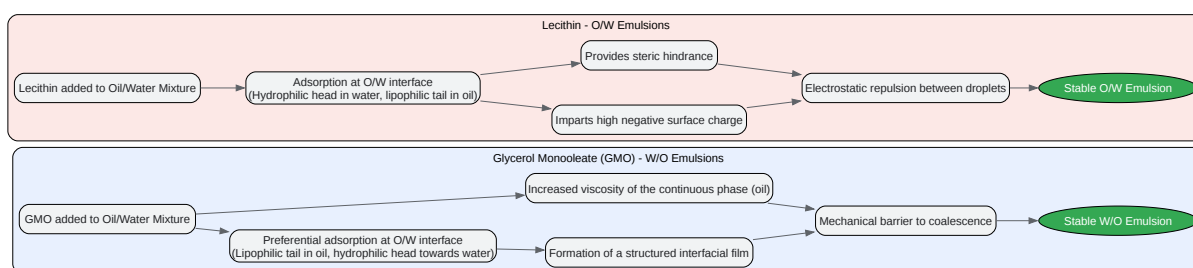 Lecithin - O/W Emulsions
Lecithin added to Oil/Water Mixture
Adsorption at O/W interface
(Hydrophilic head in water, lipophilic tail in oil)
Provides steric hindrance
Imparts high negative surface charge
Electrostatic repulsion between droplets
Stable O/W Emulsion
Glycerol Monooleate (GMO) - W/O Emulsions
GMO added to Oil/Water Mixture
Increased viscosity of the continuous phase (oil)
Preferential adsorption at O/W interface
(Lipophilic tail in oil, hydrophilic head towards water)
Formation of a structured interfacial film
Mechanical barrier to coalescence
Stable W/O Emulsion